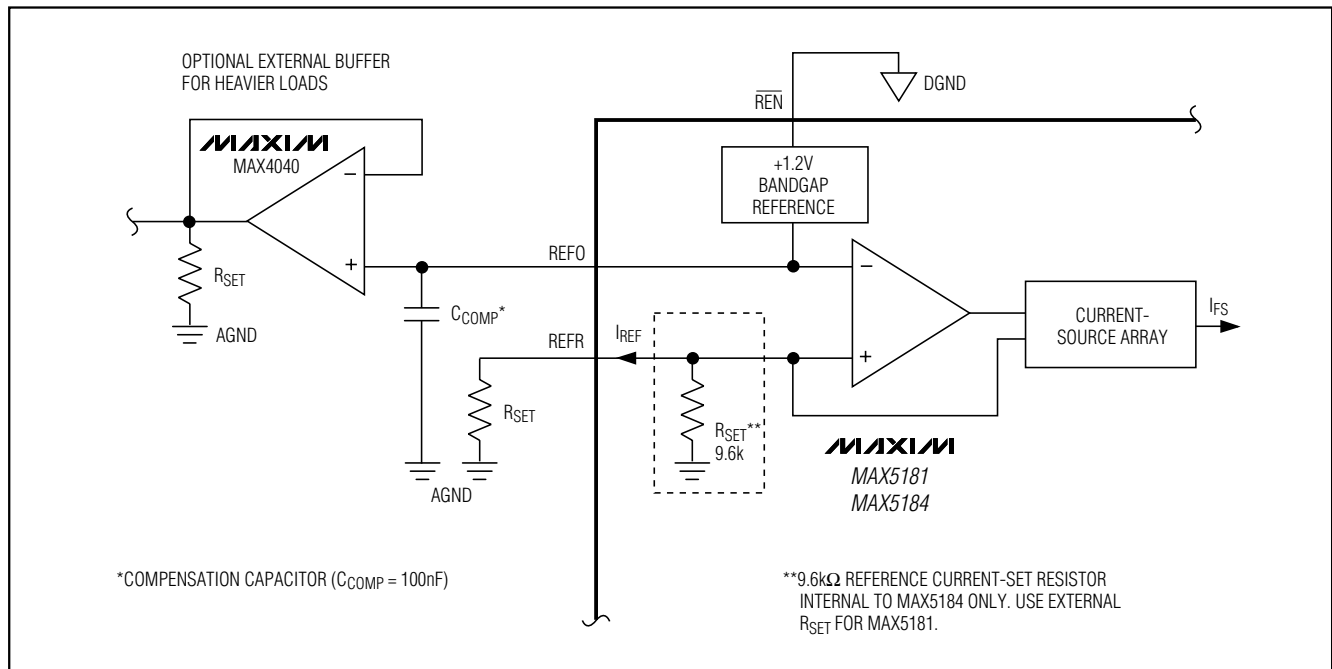 OPTIONAL EXTERNAL BUFFER
FOR HEAVIER LOADS
MAXIM
MAX4040
−
+
RSET
AGND
REN
DGND
+1.2V
BANDGAP
REFERENCE
REFO
CCOMP*
REFR
IREF
RSET
AGND
RSET**
9.6k
−
+
CURRENT-
SOURCE ARRAY
IFS
MAXIM
MAX5181
MAX5184
*COMPENSATION CAPACITOR (CCOMP = 100nF)
**9.6kΩ REFERENCE CURRENT-SET RESISTOR
INTERNAL TO MAX5184 ONLY. USE EXTERNAL
RSET FOR MAX5181.